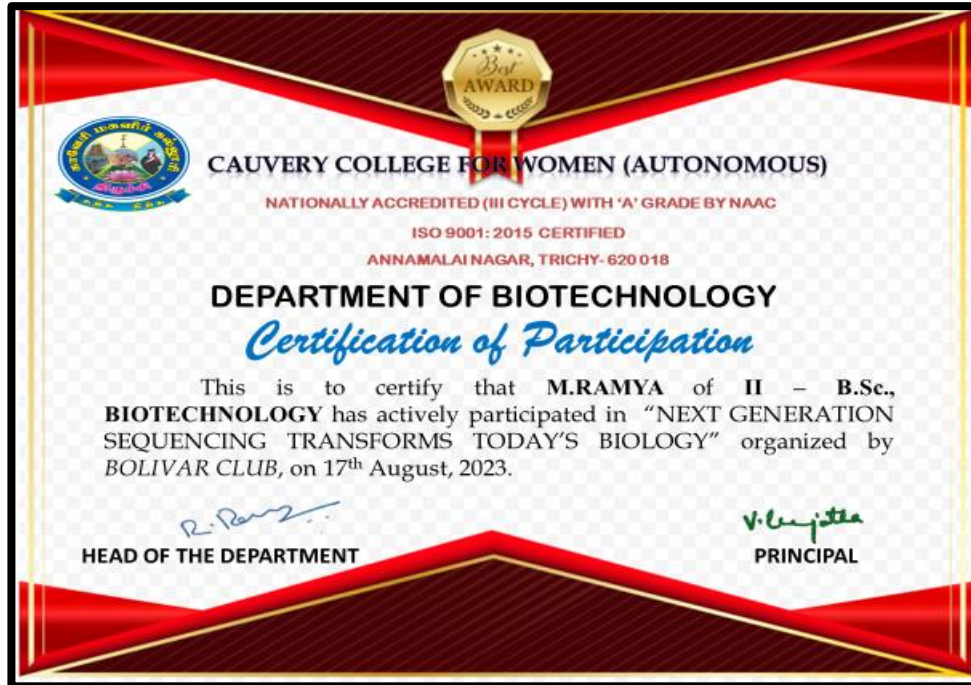 Best
AWARD
காவேரி மகளிர் கல்லூரி
திருச்சி
CAUVERY COLLEGE FOR WOMEN (AUTONOMOUS)
NATIONALLY ACCREDITED (III CYCLE) WITH ‘A’ GRADE BY NAAC
ISO 9001: 2015 CERTIFIED
ANNAMALAI NAGAR, TRICHY- 620 018
DEPARTMENT OF BIOTECHNOLOGY
Certification of Participation
This is to certify that M.RAMYA of II – B.Sc.,
BIOTECHNOLOGY has actively participated in “NEXT GENERATION
SEQUENCING TRANSFORMS TODAY’S BIOLOGY” organized by
BOLIVAR CLUB, on 17th August, 2023.
HEAD OF THE DEPARTMENT
PRINCIPAL